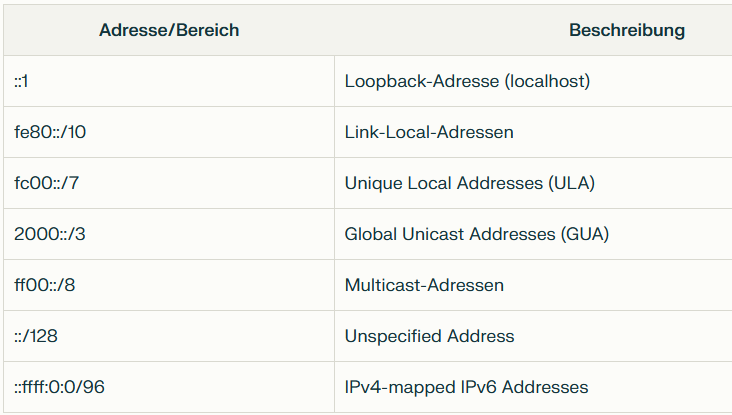 Adresse/Bereich Beschreibung
::1 Loopback-Adresse (localhost)
fe80::/10 Link-Local-Adressen
fc00::/7 Unique Local Addresses (ULA)
2000::/3 Global Unicast Addresses (GUA)
ff00::/8 Multicast-Adressen
::/128 Unspecified Address
::ffff:0:0/96 IPv4-mapped IPv6 Addresses